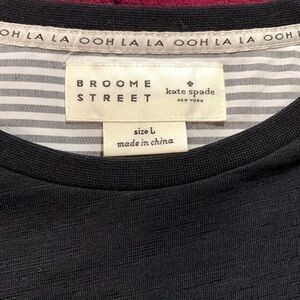 OOH LA LA OOH LA LA OOH LA LA OOH LA LA
BROOME
STREET
kate spade
NEW YORK
size L
made in china